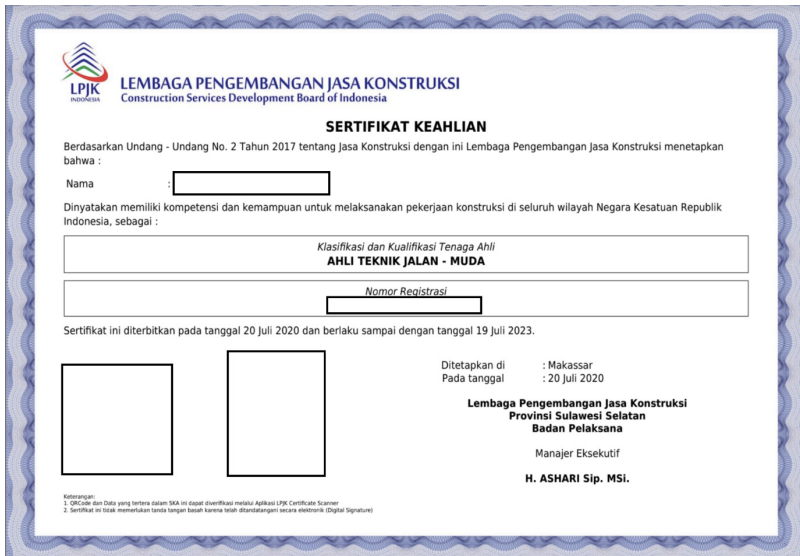 LPJK
INDONESIA
LEMBAGA PENGEMBANGAN JASA KONSTRUKSI
Construction Services Development Board of Indonesia
SERTIFIKAT KEAHLIAN
Berdasarkan Undang - Undang No. 2 Tahun 2017 tentang Jasa Konstruksi dengan ini Lembaga Pengembangan Jasa Konstruksi menetapkan
bahwa :
Nama :
Dinyatakan memiliki kompetensi dan kemampuan untuk melaksanakan pekerjaan konstruksi di seluruh wilayah Negara Kesatuan Republik
Indonesia, sebagai :
Klasifikasi dan Kualifikasi Tenaga Ahli
AHLI TEKNIK JALAN - MUDA
Nomor Registrasi
Sertifikat ini diterbitkan pada tanggal 20 Juli 2020 dan berlaku sampai dengan tanggal 19 Juli 2023.
Ditetapkan di : Makassar
Pada tanggal : 20 Juli 2020
Lembaga Pengembangan Jasa Konstruksi
Provinsi Sulawesi Selatan
Badan Pelaksana
Manajer Eksekutif
H. ASHARI Sip. MSi.
Keterangan:
1. QRCode dan Data yang tertera dalam SKA ini dapat diverifikasi melalui Aplikasi LPJK Certificate Scanner
2. Sertifikat ini tidak memerlukan tanda tangan basah karena telah ditandatangani secara elektronik (Digital Signature)